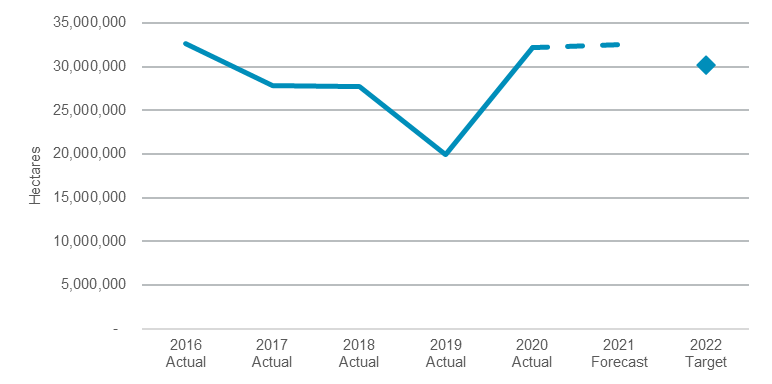 35,000,000
30,000,000
25,000,000
20,000,000
15,000,000
10,000,000
5,000,000
-
Hectares
2016 2017 2018 2019 2020 2021 2022
Actual Actual Actual Actual Actual Forecast Target